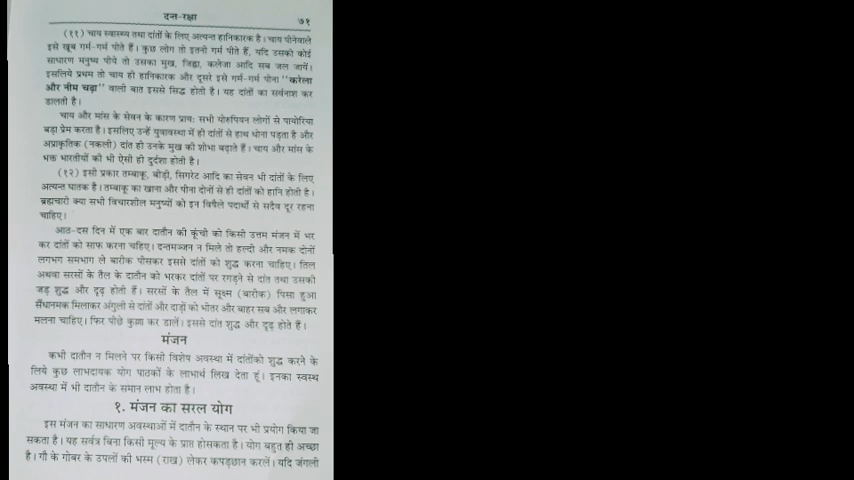 दन्त-रक्षा ७१
(११) चाय स्वास्थ्य तथा दांतों के लिए अत्यन्त हानिकारक है। चाय पीनेवाले
इसे खूब गर्म-गर्म पीते हैं। कुछ लोग तो इतनी गर्म पीते हैं, यदि उसको कोई
साधारण मनुष्य पीये तो उसका मुख, जिह्वा, कलेजा आदि सब जल जायें।
इसलिये प्रथम तो चाय ही हानिकारक और दूसरे इसे गर्म-गर्म पीना "करेला
और नीम चढ़ा" वाली बात इससे सिद्ध होती है। यह दांतों का सर्वनाश कर
डालती है।
चाय और मांस के सेवन के कारण प्रायः सभी योरुपियन लोगों से पायोरिया
बड़ा प्रेम करता है। इसलिए उन्हें युवावस्था में ही दांतों से हाथ धोना पड़ता है और
अप्राकृतिक (नकली) दांत ही उनके मुख की शोभा बढ़ाते हैं। चाय और मांस के
भक्त भारतीयों की भी ऐसी ही दुर्दशा होती है।
(१२) इसी प्रकार तम्बाकू, बीड़ी, सिगरेट आदि का सेवन भी दांतों के लिए
अत्यन्त घातक है। तम्बाकू का खाना और पीना दोनों से ही दांतों को हानि होती है।
ब्रह्मचारी क्या सभी विचारशील मनुष्यों को इन विषैले पदार्थों से सदैव दूर रहना
चाहिए।
आठ-दस दिन में एक बार दातौन की कूंची को किसी उत्तम मंजन में भर
कर दांतों को साफ करना चहिए। दन्तमञ्जन न मिले तो हल्दी और नमक दोनों
लगभग समभाग ले बारीक पीसकर इससे दांतों को शुद्ध करना चाहिए। तिल
अथवा सरसों के तैल के दातौन को भरकर दांतों पर रगड़ने से दांत तथा उसकी
जड़ शुद्ध और दृढ़ होती हैं। सरसों के तैल में सूक्ष्म (बारीक) पिसा हुआ
सैंधानमक मिलाकर अंगुली से दांतों और दाड़ों को भीतर और बाहर सब और लगाकर
मलना चाहिए। फिर पीछे कुल्ला कर डालें। इससे दांत शुद्ध और दृढ़ होते हैं।
मंजन
कभी दातौन न मिलने पर किसी विशेष अवस्था में दांतोंको शुद्ध करने के
लिये कुछ लाभदायक योग पाठकों के लाभार्थ लिख देता हूं। इनका स्वस्थ
अवस्था में भी दातौन के समान लाभ होता है।
१. मंजन का सरल योग
इस मंजन का साधारण अवस्थाओं में दातौन के स्थान पर भी प्रयोग किया जा
सकता है। यह सर्वत्र बिना किसी मूल्य के प्राप्त होसकता है। योग बहुत ही अच्छा
है। गौ के गोबर के उपलों की भस्म (राख) लेकर कपड़छान करलें। यदि जंगली